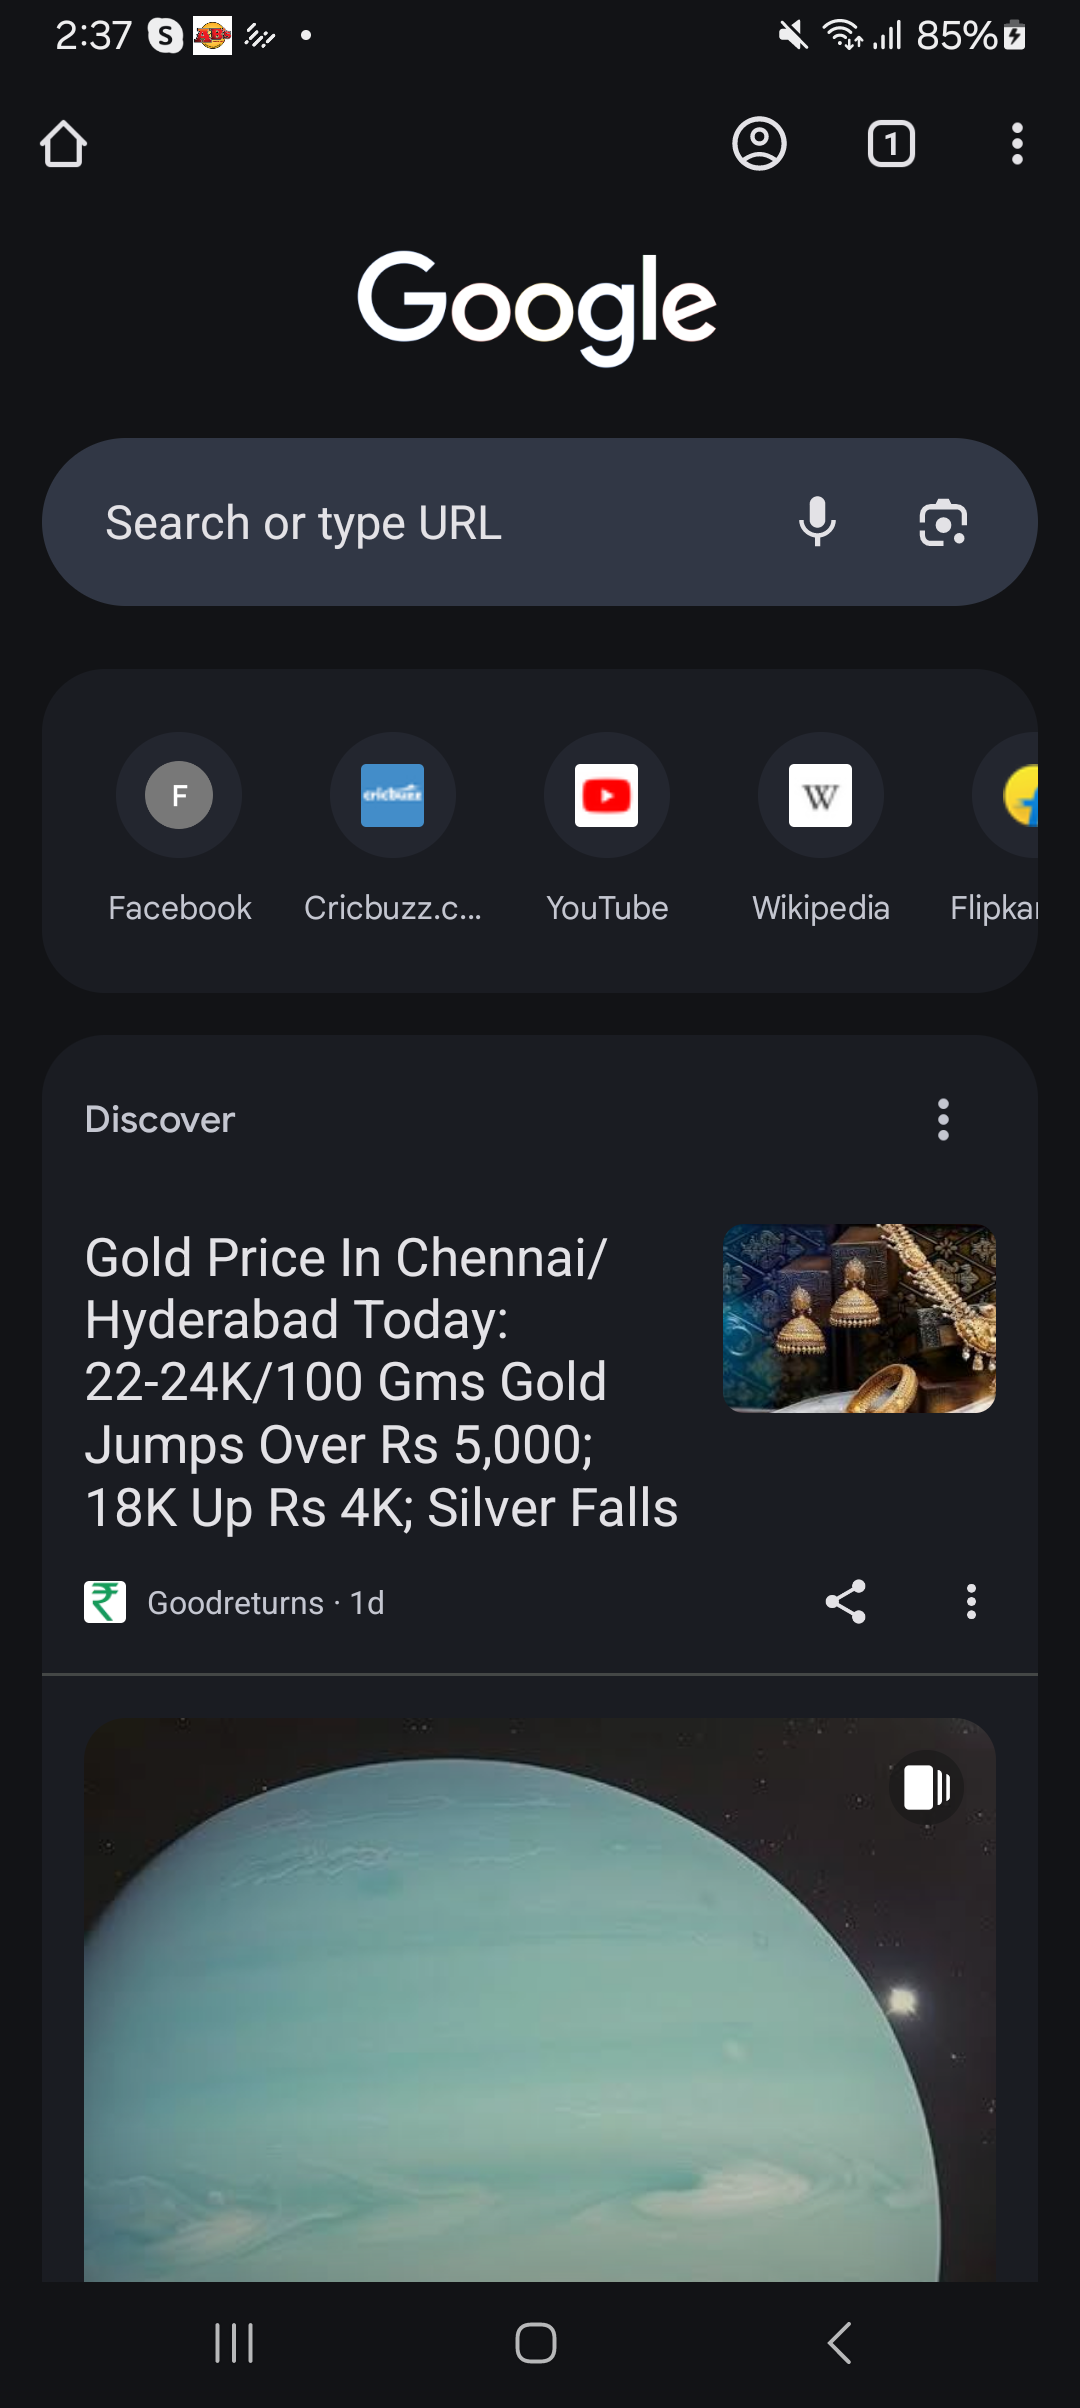 2:37 S 85%
1
Google
Search or type URL
F
cricbuzz
W
Facebook
Cricbuzz.c...
YouTube
Wikipedia
Flipkar
Discover
Gold Price In Chennai/
Hyderabad Today:
22-24K/100 Gms Gold
Jumps Over Rs 5,000;
18K Up Rs 4K; Silver Falls
₹
Goodreturns · 1d